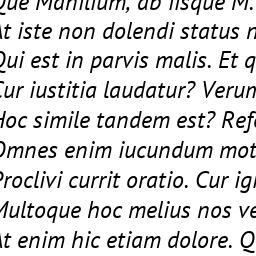 Que Manilium, ab iisque M.
At iste non dolendi status n
Qui est in parvis malis. Et q
Cur iustitia laudatur? Verum
Hoc simile tandem est? Refe
Omnes enim iucundum mot
Proclivi currit oratio. Cur ig
Multoque hoc melius nos ve
At enim hic etiam dolore. Q